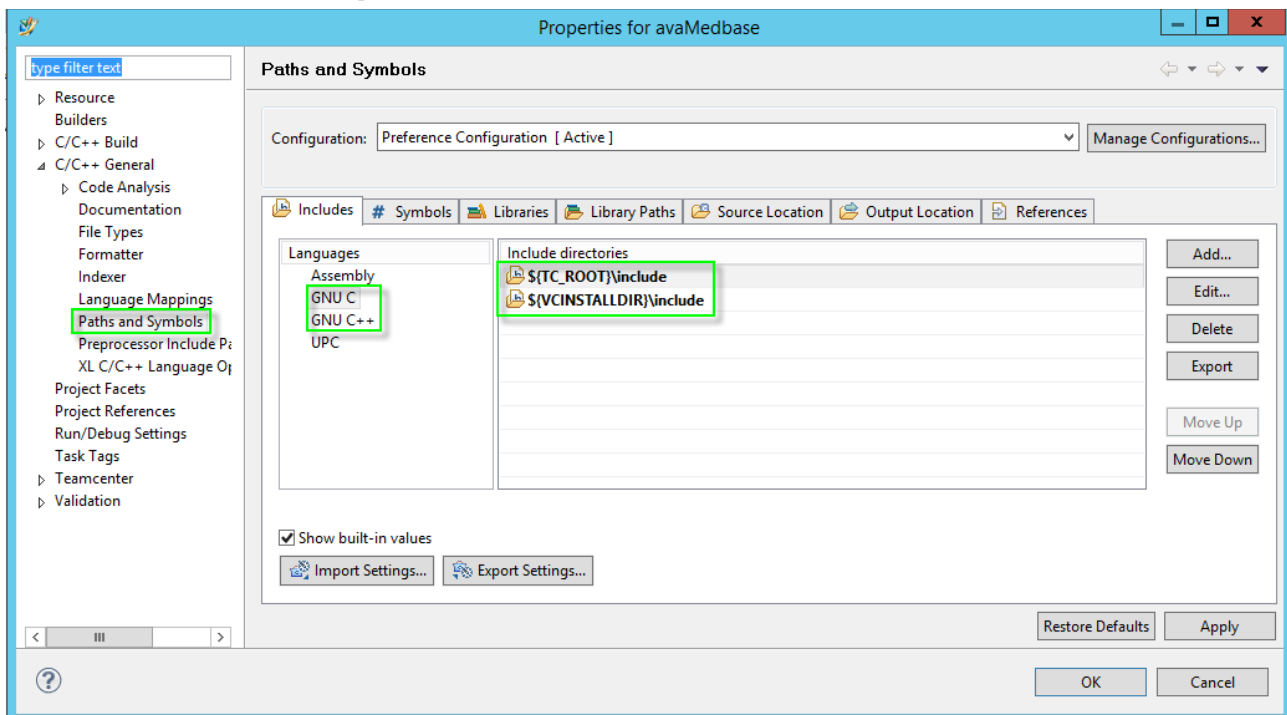 Properties for avaMedbase
type filter text
Resource
Builders
C/C++ Build
C/C++ General
Code Analysis
Documentation
File Types
Formatter
Indexer
Language Mappings
Paths and Symbols
Preprocessor Include Pa
XL C/C++ Language Op
Project Facets
Project References
Run/Debug Settings
Task Tags
Teamcenter
Validation
Paths and Symbols
Configuration: Preference Configuration [ Active ] Manage Configurations...
Includes # Symbols Libraries Library Paths Source Location Output Location References
Languages
Assembly
GNU C
GNU C++
UPC
Include directories
${TC_ROOT}\include
${VCINSTALLDIR}\include
Add...
Edit...
Delete
Export
Move Up
Move Down
Show built-in values
Import Settings... Export Settings...
Restore Defaults Apply
? OK Cancel